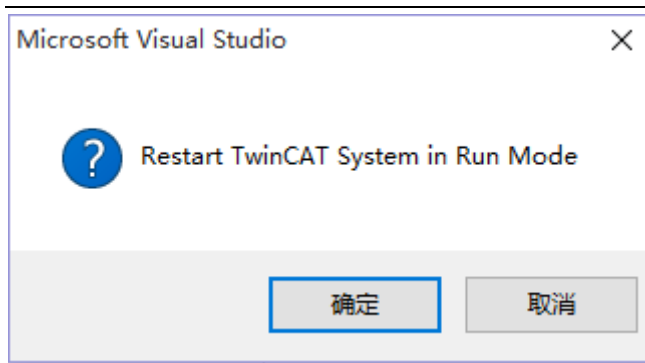 Microsoft Visual Studio
Restart TwinCAT System in Run Mode
确定
取消